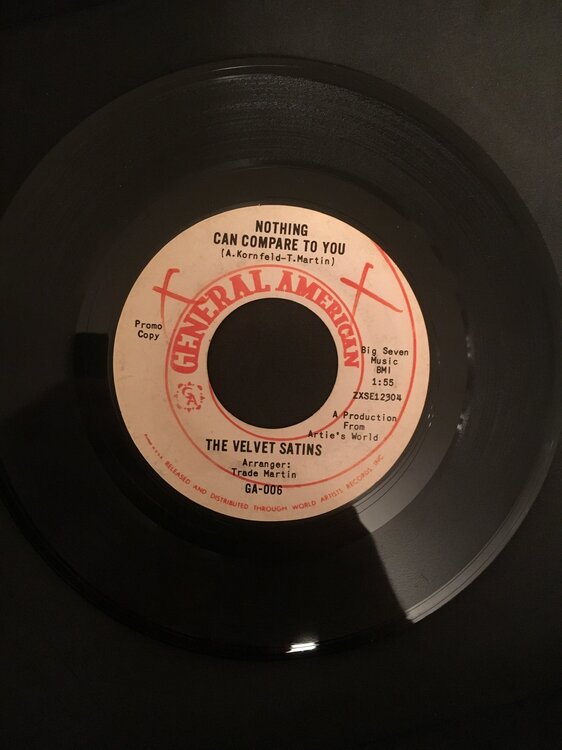 NOTHING
CAN COMPARE TO YOU
(A.Kornfeld-T.Martin)
GENERAL AMERICAN
Promo
Copy
Big Seven
Music
BMI
1:55
ZXSE12304
GA
A Production
From
Artie's World
THE VELVET SATINS
Arranger:
Trade Martin
GA-006
RELEASED AND DISTRIBUTED THROUGH WORLD ARTISTS RECORDS INC